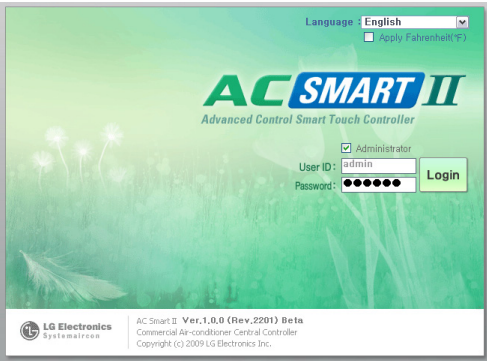 Language : English
Apply Fahrenheit(°F)
AC SMART II
Advanced Control Smart Touch Controller
Administrator
User ID : admin
Password : ●●●●●●
Login
LG Electronics
Systemaircon
AC Smart II Ver,1,0,0 (Rev,2201) Beta
Commercial Air-conditioner Central Controller
Copyright (c) 2009 LG Electronics Inc.